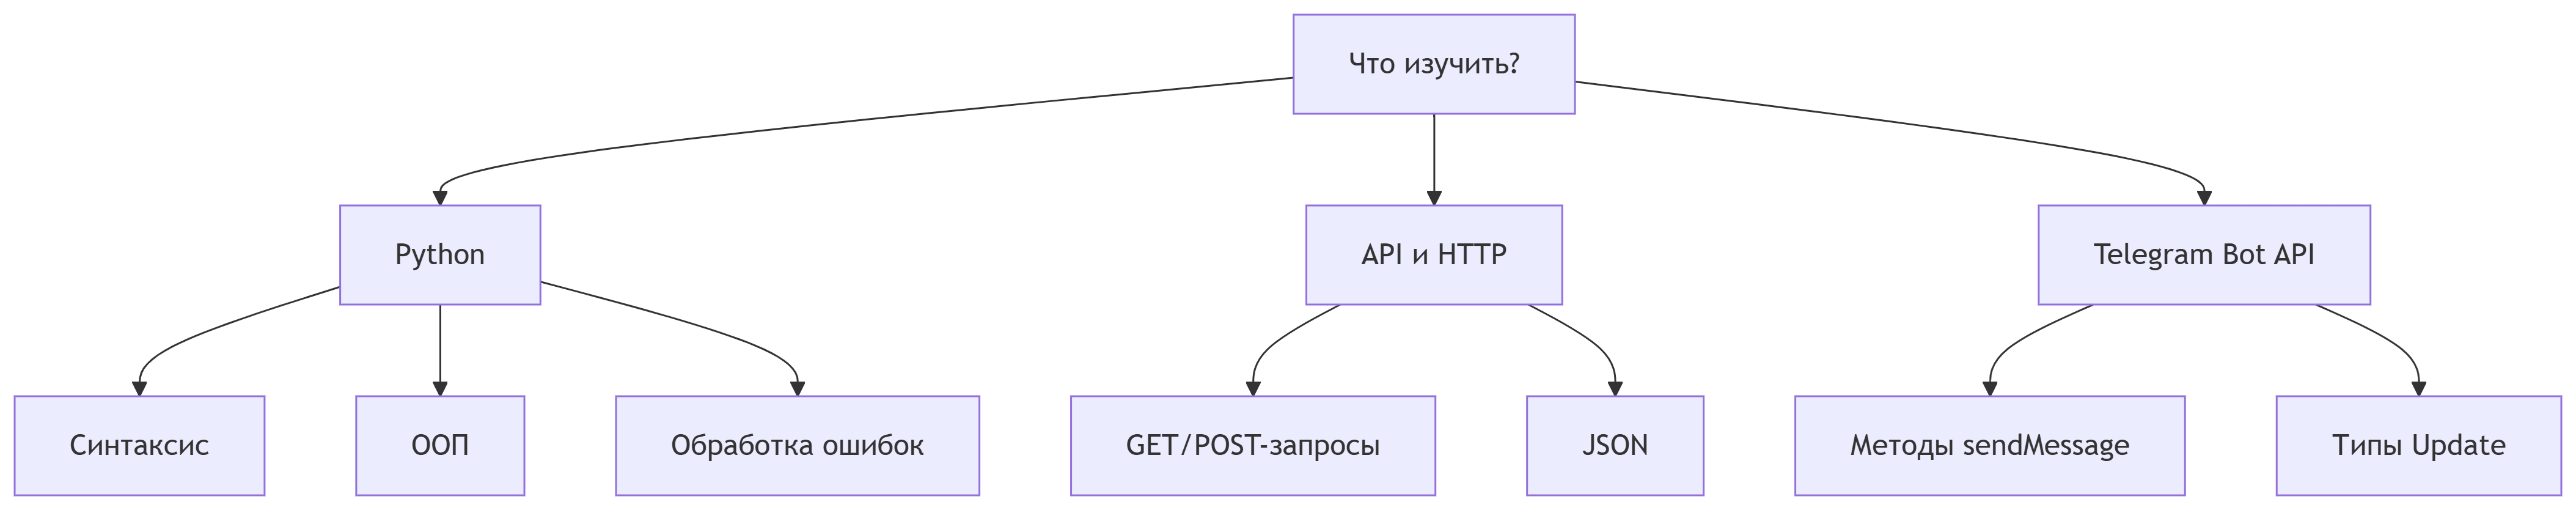 Что изучить?
Python
API и HTTP
Telegram Bot API
Синтаксис
ООП
Обработка ошибок
GET/POST-запросы
JSON
Методы sendMessage
Типы Update